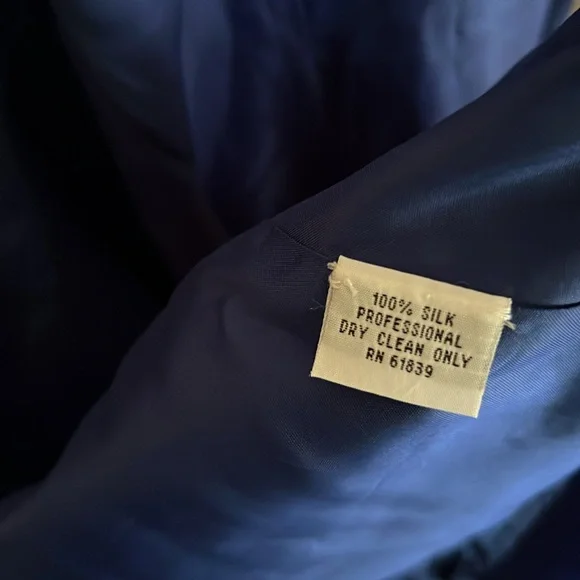 100% SILK
PROFESSIONAL
DRY CLEAN ONLY
RN 61839